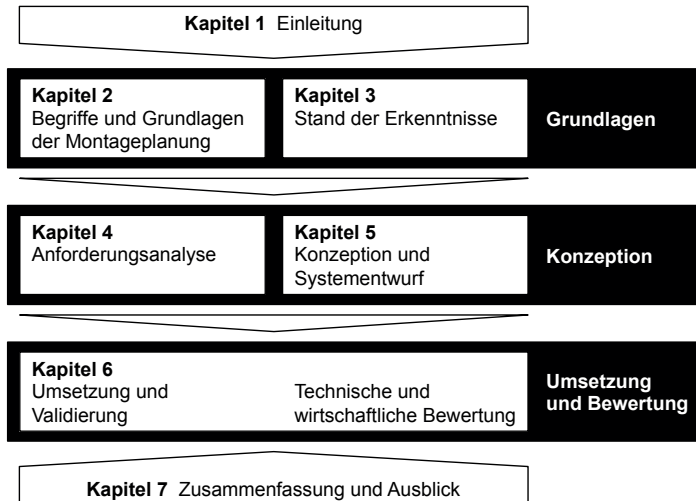 Kapitel 1 Einleitung
Kapitel 2
Begriffe und Grundlagen
der Montageplanung
Kapitel 3
Stand der Erkenntnisse
Grundlagen
Kapitel 4
Anforderungsanalyse
Kapitel 5
Konzeption und
Systementwurf
Konzeption
Kapitel 6
Umsetzung und
Validierung
Technische und
wirtschaftliche Bewertung
Umsetzung
und Bewertung
Kapitel 7 Zusammenfassung und Ausblick